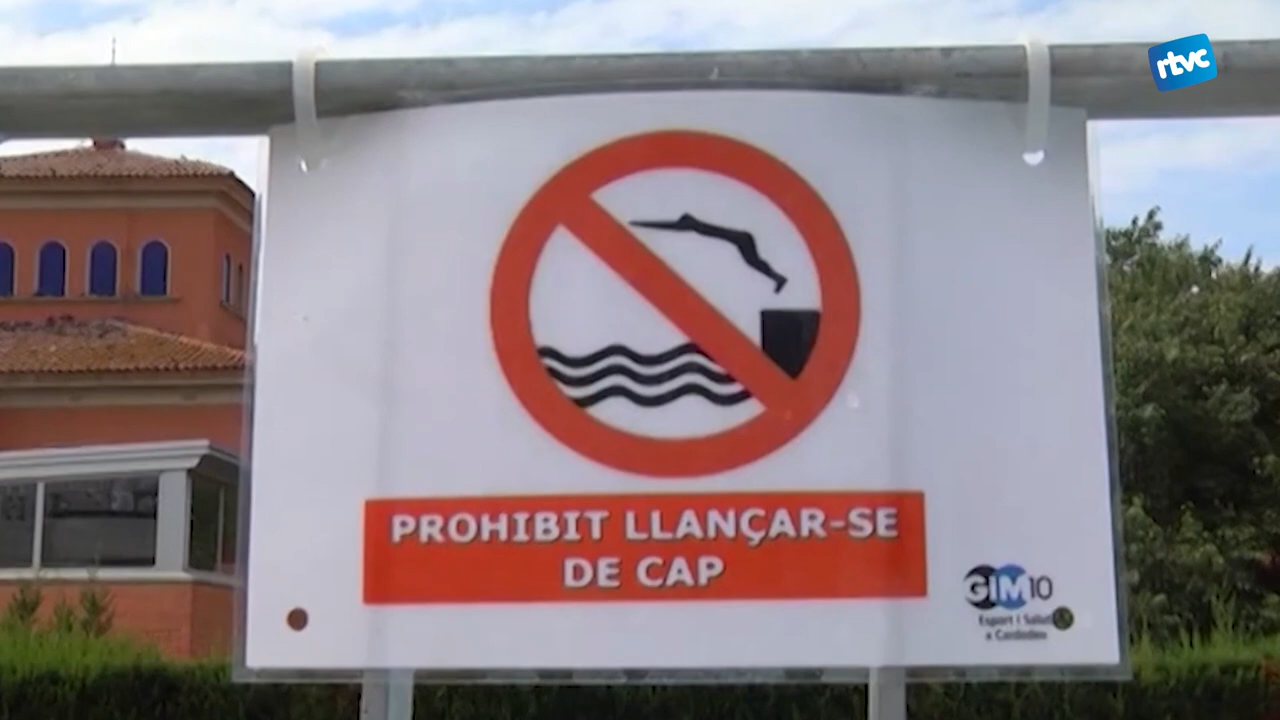 rtvc
PROHIBIT LLANÇAR-SE
DE CAP
GIM10
Esport i Salut
a Cardedeu